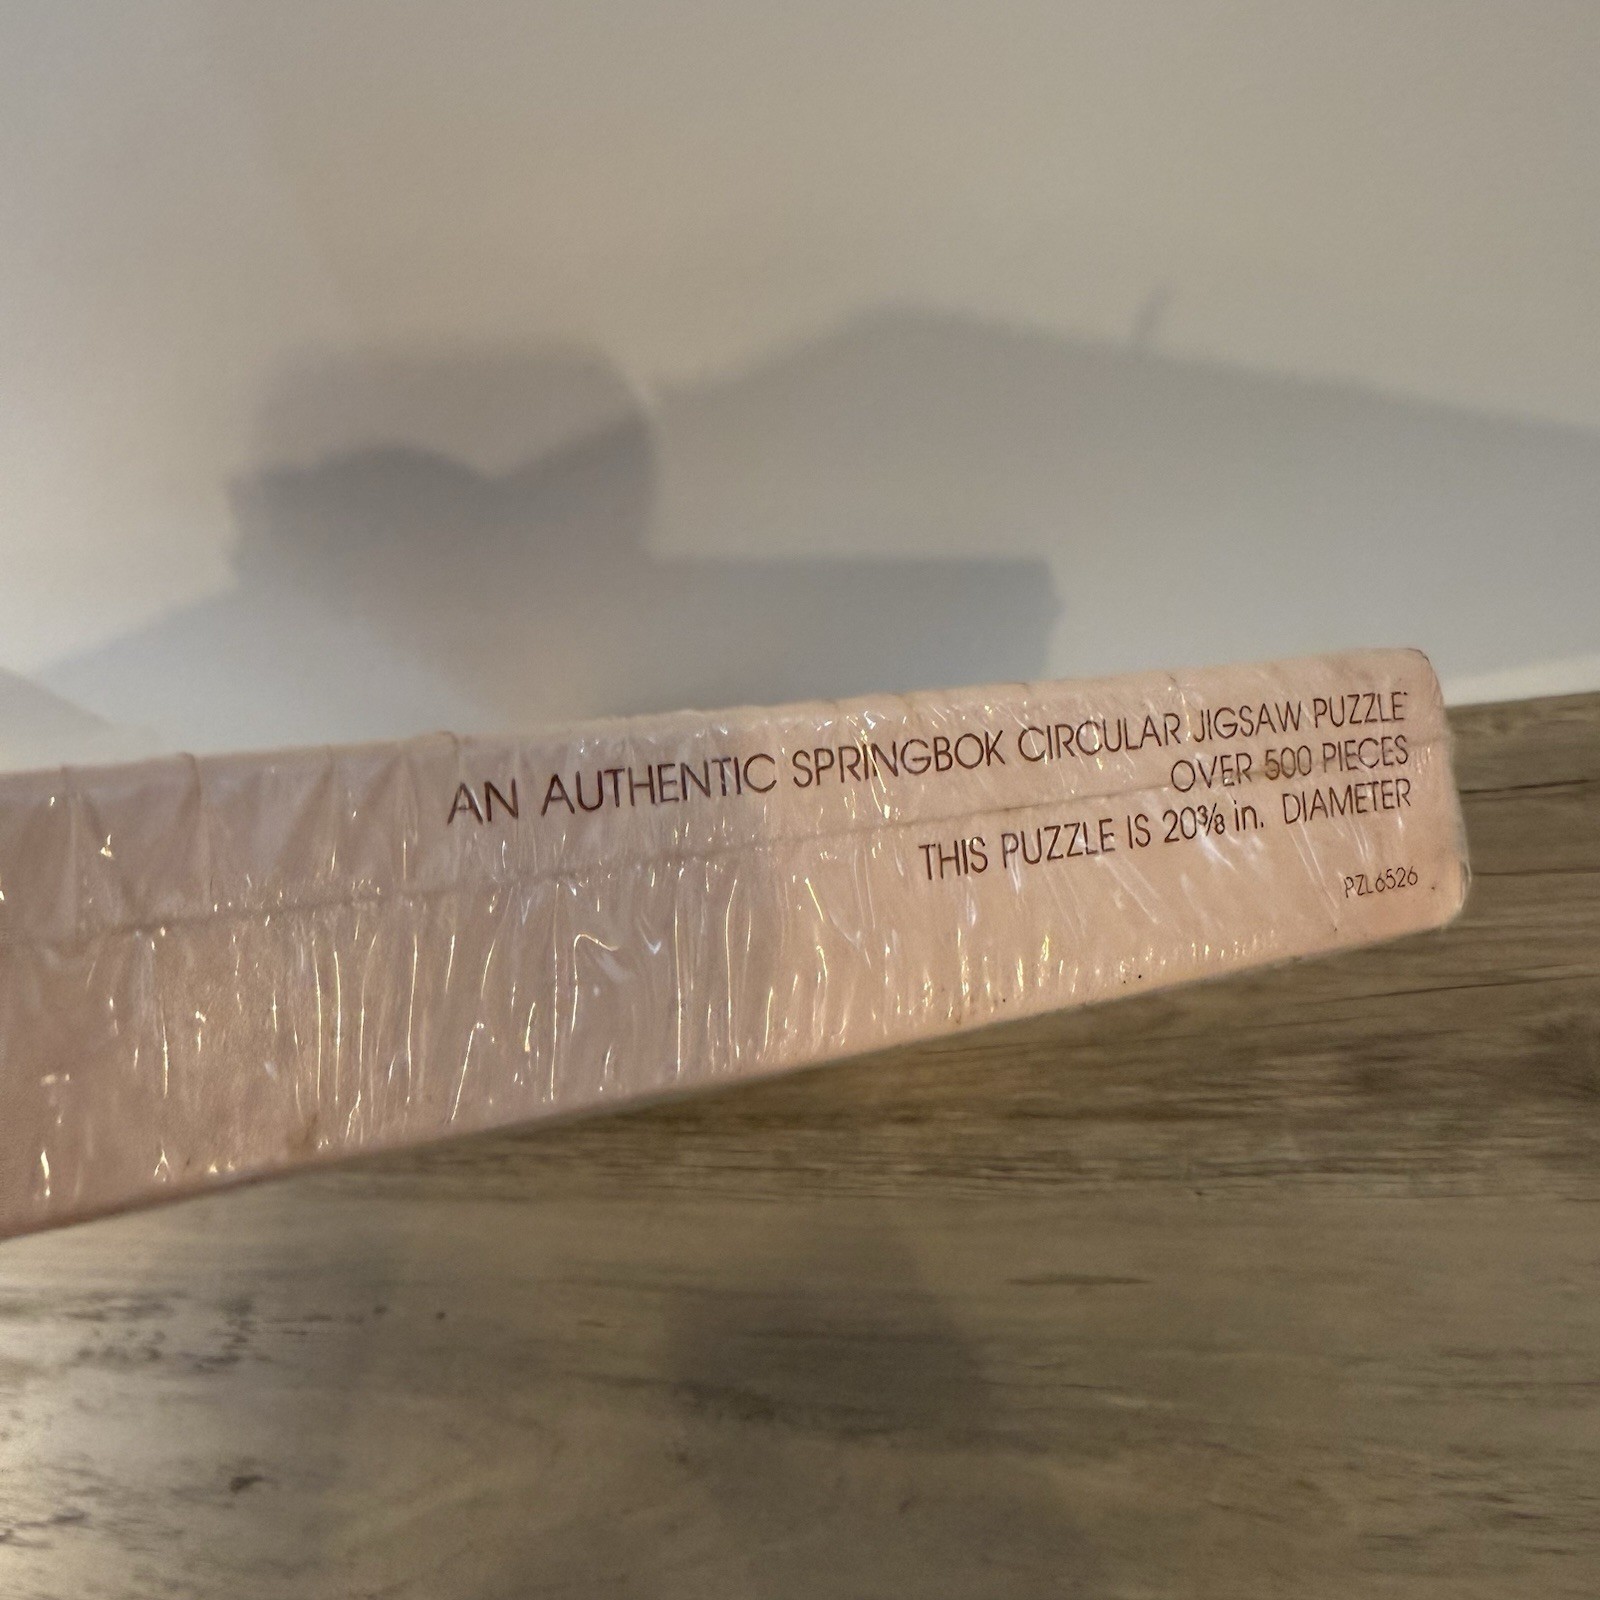 AN AUTHENTIC SPRINGBOK CIRCULAR JIGSAW PUZZLE
OVER 500 PIECES
THIS PUZZLE IS 20⅜ in. DIAMETER
PZL6526